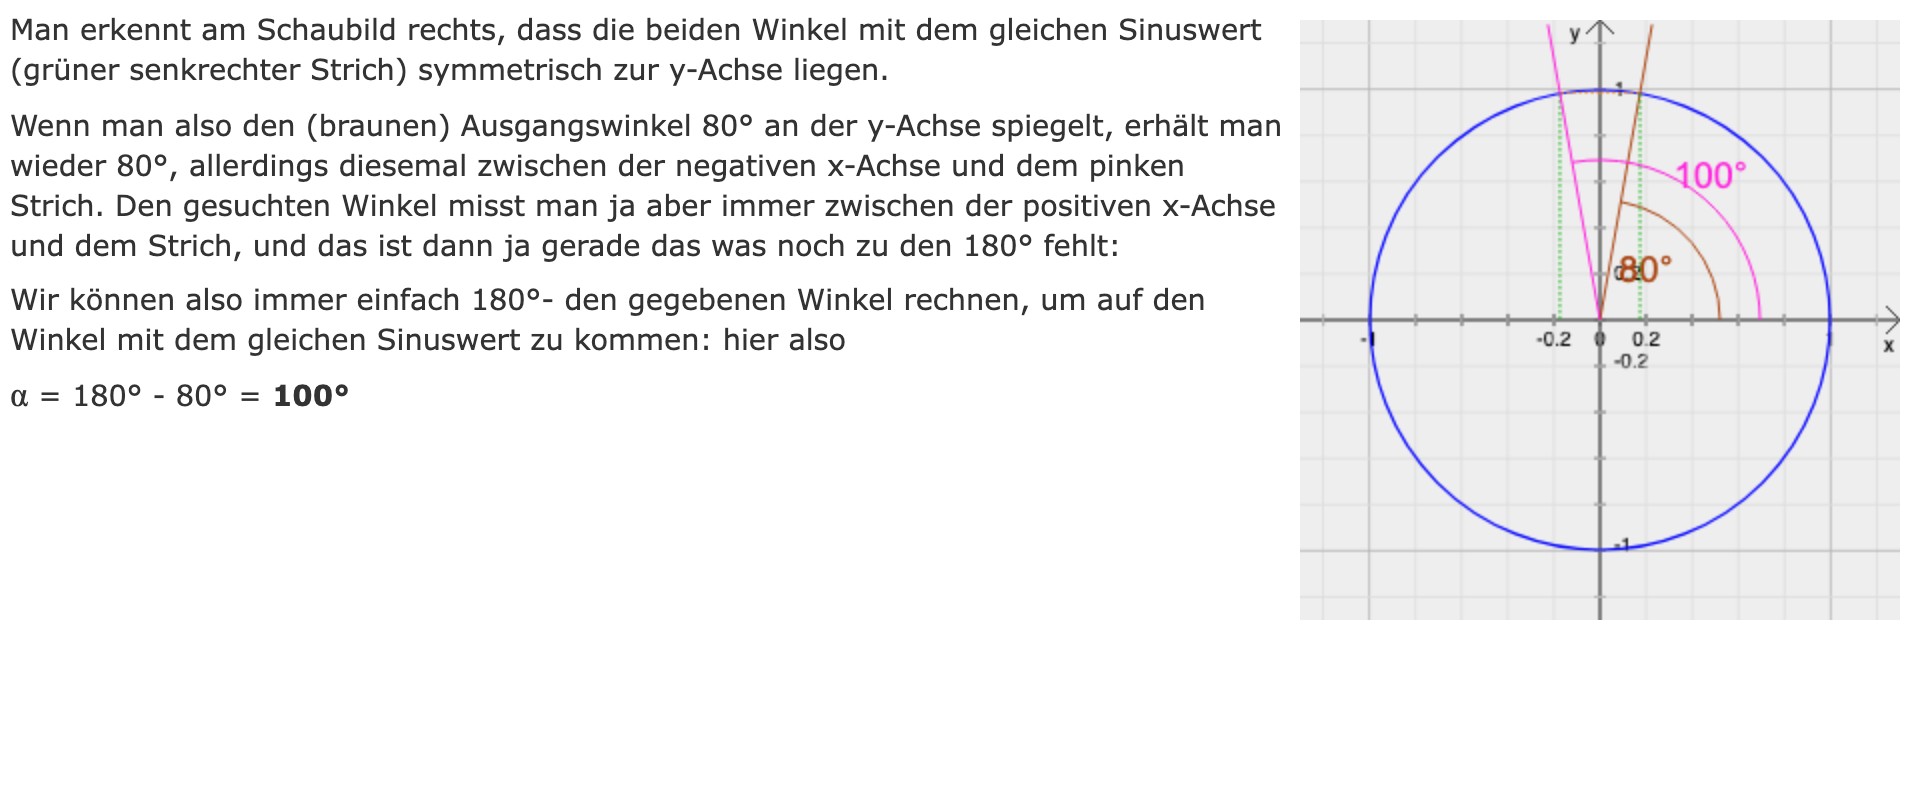 Man erkennt am Schaubild rechts, dass die beiden Winkel mit dem gleichen Sinuswert
(grüner senkrechter Strich) symmetrisch zur y-Achse liegen.
Wenn man also den (braunen) Ausgangswinkel 80° an der y-Achse spiegelt, erhält man
wieder 80°, allerdings diesemal zwischen der negativen x-Achse und dem pinken
Strich. Den gesuchten Winkel misst man ja aber immer zwischen der positiven x-Achse
und dem Strich, und das ist dann ja gerade das was noch zu den 180° fehlt:
Wir können also immer einfach 180°- den gegebenen Winkel rechnen, um auf den
Winkel mit dem gleichen Sinuswert zu kommen: hier also
α = 180° - 80° = 100°
y
1
100°
80°
-1 -0.2 0 0.2 1
x
-0.2
-1